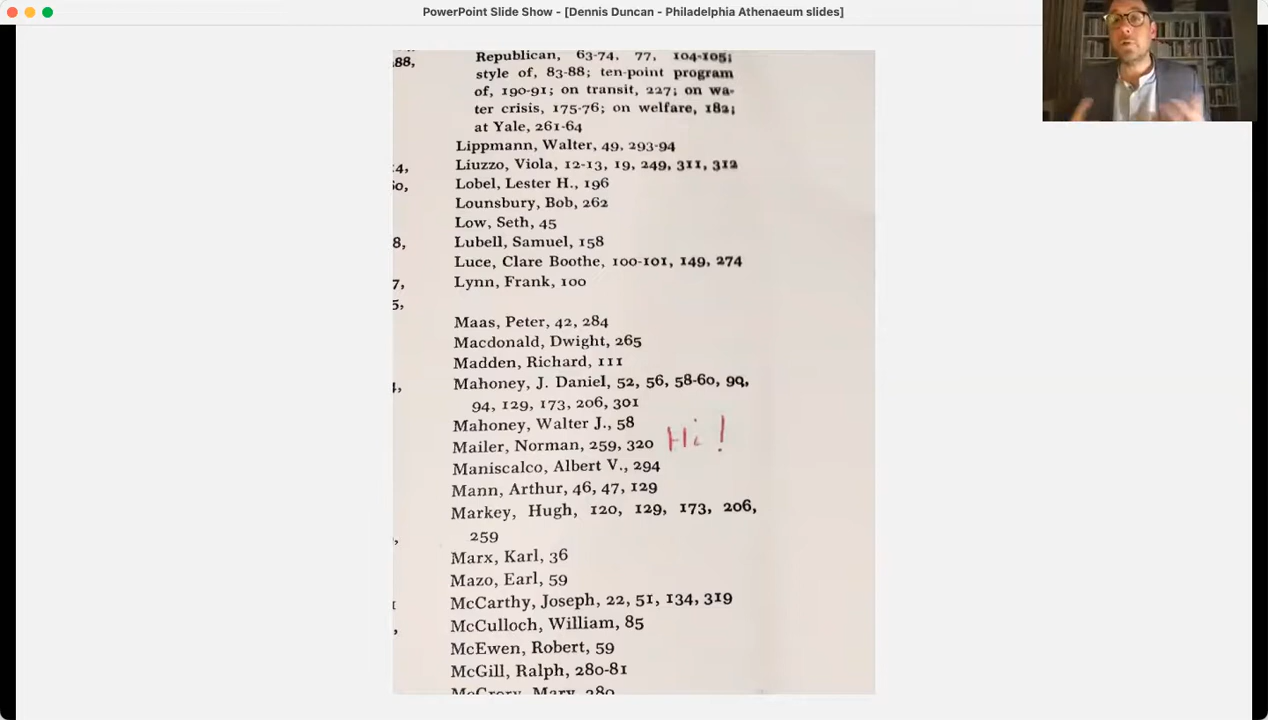 PowerPoint Slide Show - [Dennis Duncan - Philadelphia Athenaeum slides]
88,
Republican, 63-74, 77, 104-105;
style of, 83-88; ten-point program
of, 190-91; on transit, 227; on wa-
ter crisis, 175-76; on welfare, 182;
at Yale, 261-64
Lippmann, Walter, 49, 293-94
Liuzzo, Viola, 12-13, 19, 249, 311, 312
Lobel, Lester H., 196
Lounsbury, Bob, 262
Low, Seth, 45
Lubell, Samuel, 158
Luce, Clare Boothe, 100-101, 149, 274
Lynn, Frank, 100
Maas, Peter, 42, 284
Macdonald, Dwight, 265
Madden, Richard, 111
Mahoney, J. Daniel, 52, 56, 58-60, 99,
94, 129, 173, 206, 301
Mahoney, Walter J., 58
Mailer, Norman, 259, 320 Hi!
Maniscalco, Albert V., 294
Mann, Arthur, 46, 47, 129
Markey, Hugh, 120, 129, 173, 206,
259
Marx, Karl, 36
Mazo, Earl, 59
McCarthy, Joseph, 22, 51, 134, 319
McCulloch, William, 85
McEwen, Robert, 59
McGill, Ralph, 280-81
McCrory, Mary, 280